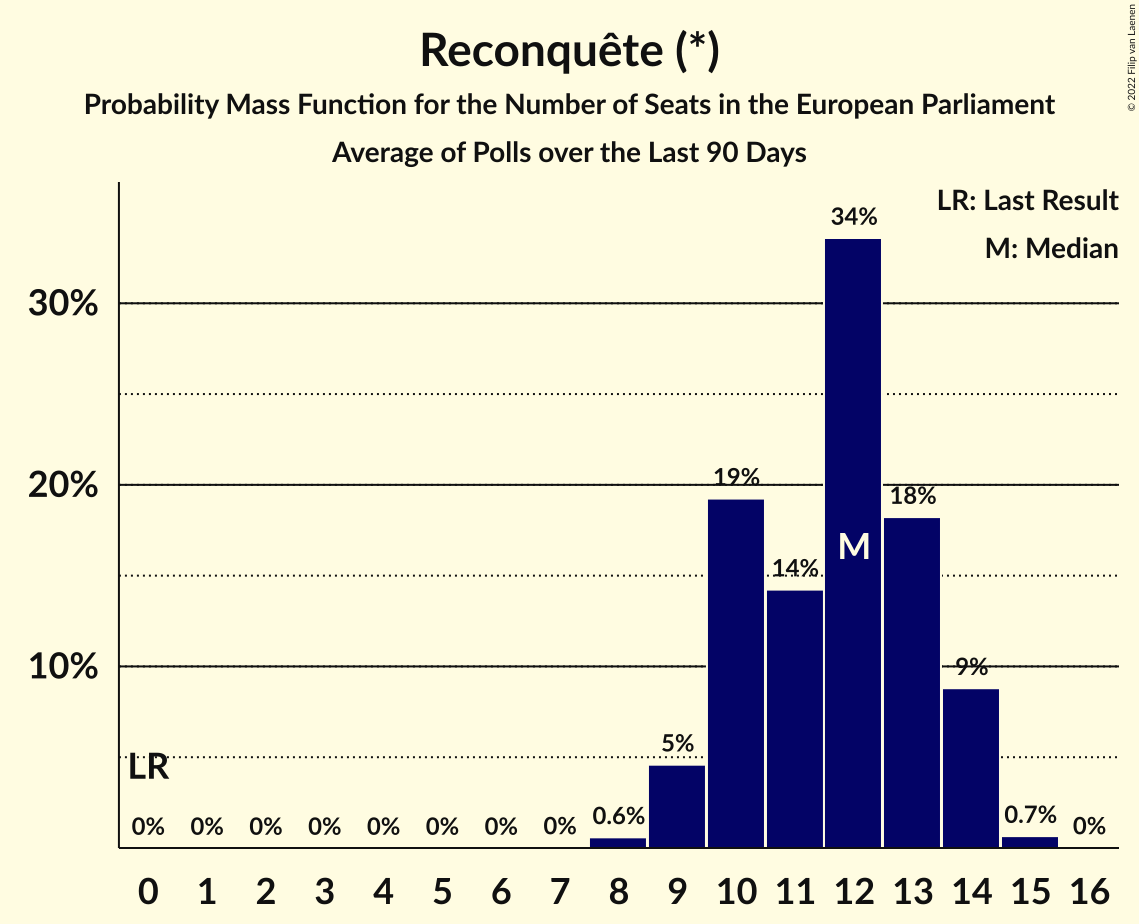 Reconquête (*)
Probability Mass Function for the Number of Seats in the European Parliament
Average of Polls over the Last 90 Days
© 2022 Filip van Laenen
LR: Last Result
M: Median
34%
30%
20%
19%
18%
M
14%
10%
9%
LR
5%
0% 0% 0% 0% 0% 0% 0% 0% 0.6% 0.7% 0%
0 1 2 3 4 5 6 7 8 9 10 11 12 13 14 15 16